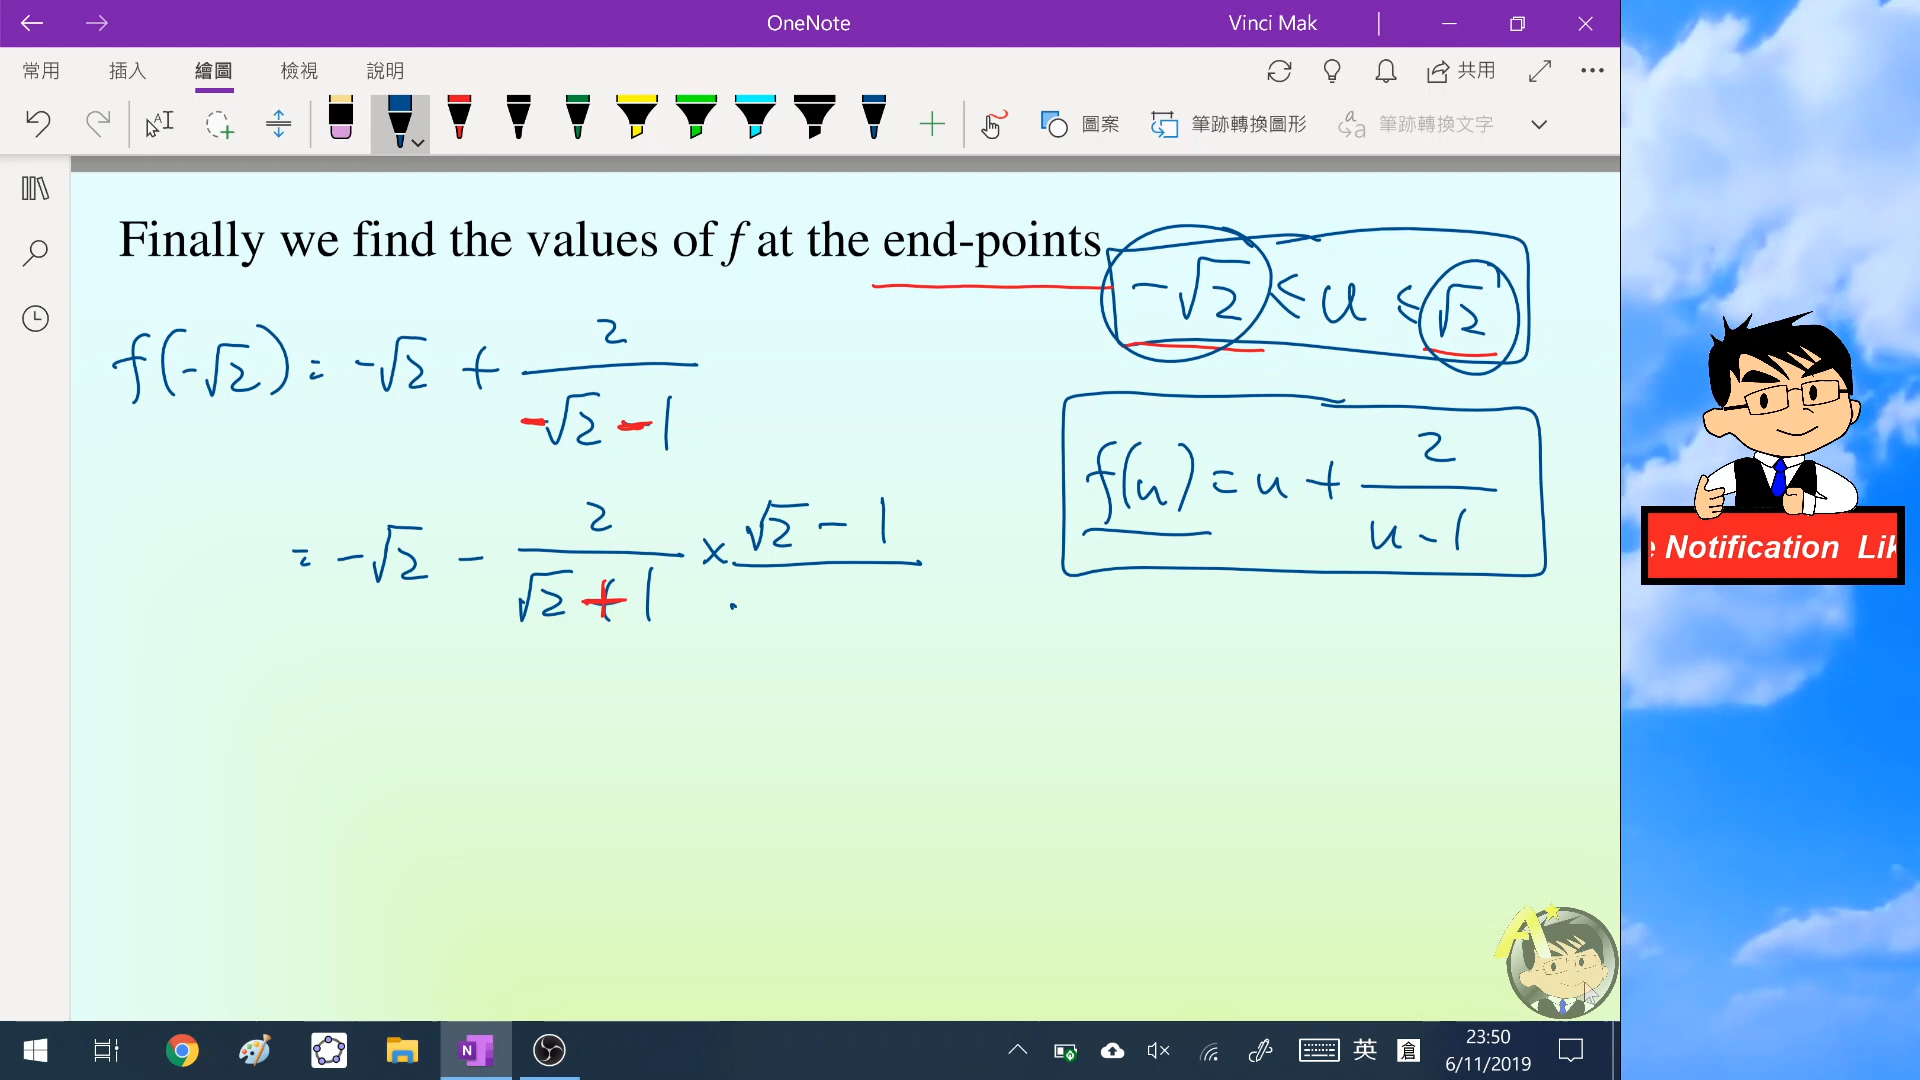 OneNote
Vinci Mak
常用 插入 繪圖 檢視 說明
共用
圖案 筆跡轉換圖形 筆跡轉換文字
Finally we find the values of f at the end-points
-√2 ≤ u ≤ √2
f(-√2) = -√2 + 2/(-√2 - 1)
f(u) = u + 2/(u-1)
= -√2 - 2/(√2 + 1) × √2 - 1
Notification Lik
A
N
英 倉
23:50
6/11/2019